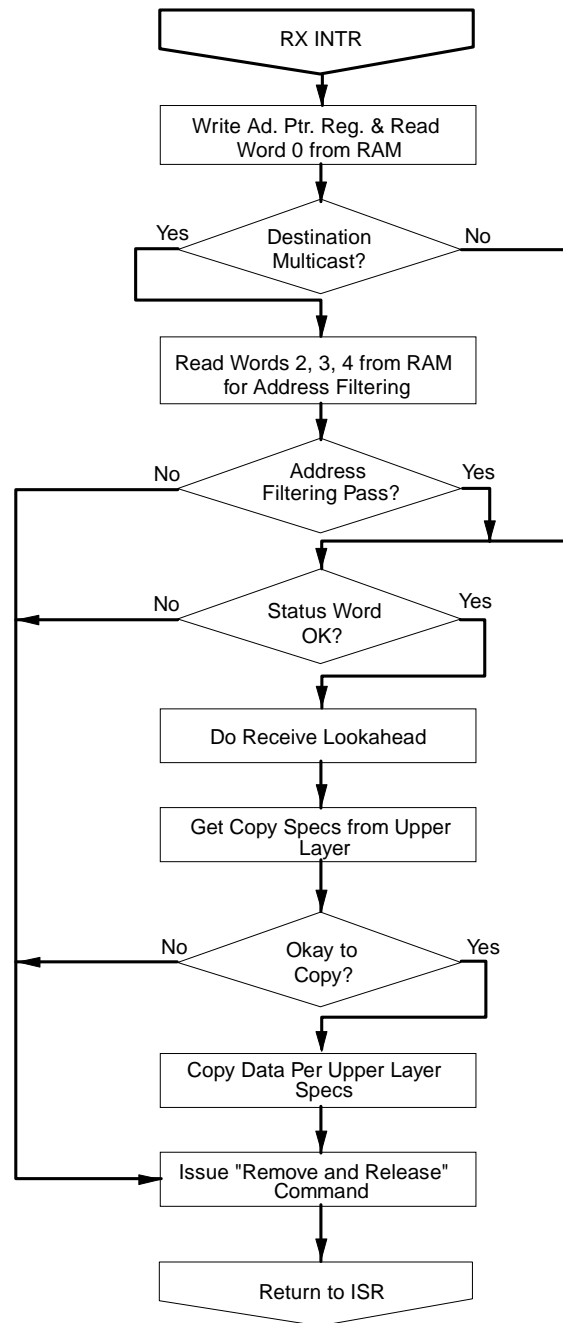 RX INTR
Write Ad. Ptr. Reg. & Read
Word 0 from RAM
Yes
Destination
Multicast?
No
Read Words 2, 3, 4 from RAM
for Address Filtering
No
Address
Filtering Pass?
Yes
No
Status Word
OK?
Yes
Do Receive Lookahead
Get Copy Specs from Upper
Layer
No
Okay to
Copy?
Yes
Copy Data Per Upper Layer
Specs
Issue "Remove and Release"
Command
Return to ISR